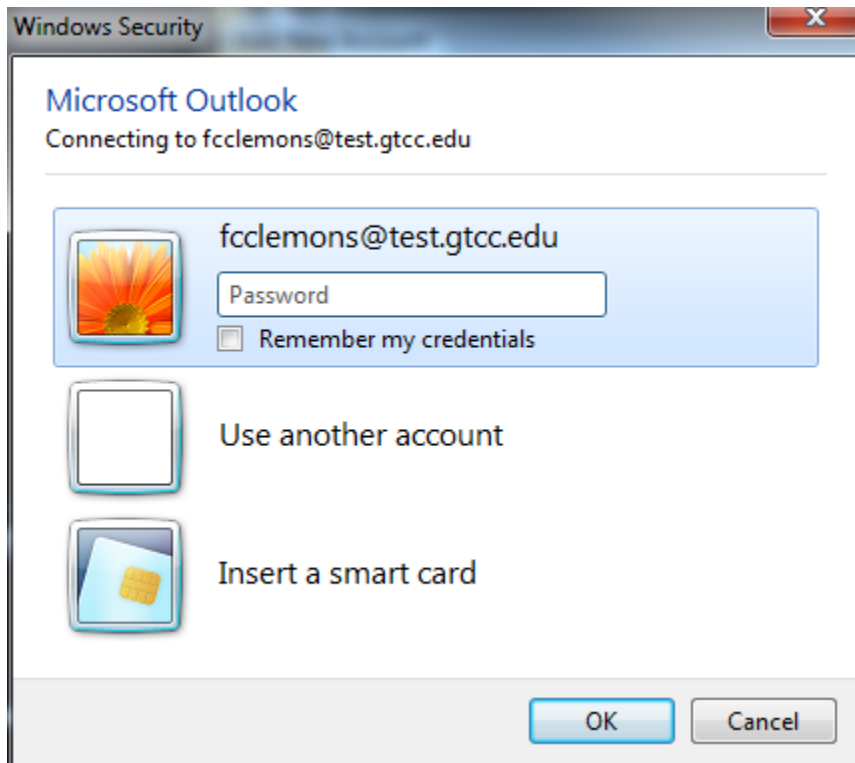 Windows Security
Microsoft Outlook
Connecting to fcclemons@test.gtcc.edu
fcclemons@test.gtcc.edu
Password
Remember my credentials
Use another account
Insert a smart card
OK
Cancel